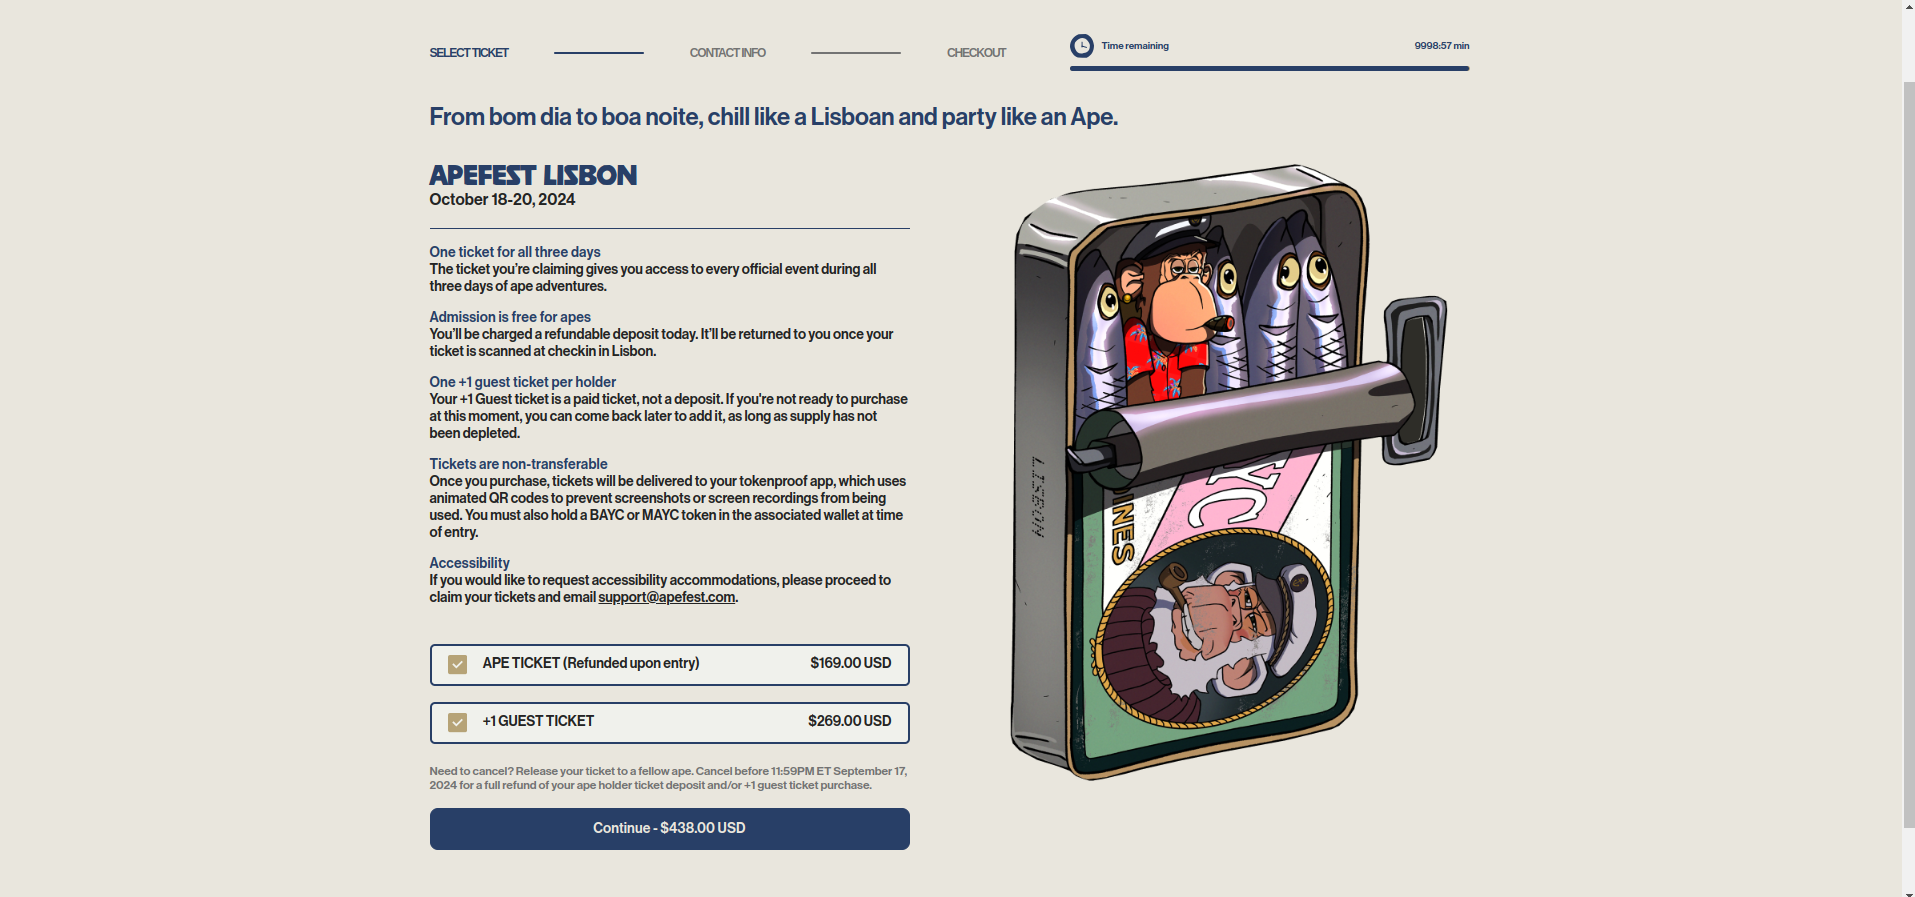 SELECT TICKET
CONTACT INFO
CHECKOUT
Time remaining
9998:57 min
From bom dia to boa noite, chill like a Lisboan and party like an Ape.
APEFEST LISBON
October 18-20, 2024
One ticket for all three days
The ticket you’re claiming gives you access to every official event during all
three days of ape adventures.
Admission is free for apes
You’ll be charged a refundable deposit today. It’ll be returned to you once your
ticket is scanned at checkin in Lisbon.
One +1 guest ticket per holder
Your +1 Guest ticket is a paid ticket, not a deposit. If you're not ready to purchase
at this moment, you can come back later to add it, as long as supply has not
been depleted.
Tickets are non-transferable
Once you purchase, tickets will be delivered to your tokenproof app, which uses
animated QR codes to prevent screenshots or screen recordings from being
used. You must also hold a BAYC or MAYC token in the associated wallet at time
of entry.
Accessibility
If you would like to request accessibility accommodations, please proceed to
claim your tickets and email support@apefest.com.
APE TICKET (Refunded upon entry) $169.00 USD
+1 GUEST TICKET $269.00 USD
Need to cancel? Release your ticket to a fellow ape. Cancel before 11:59PM ET September 17,
2024 for a full refund of your ape holder ticket deposit and/or +1 guest ticket purchase.
Continue - $438.00 USD
YC
DINES